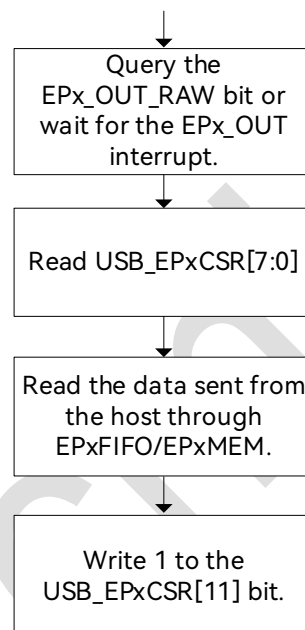 Query the
EPx_OUT_RAW bit or
wait for the EPx_OUT
interrupt.
Read USB_EPxCSR[7:0]
Read the data sent from
the host through
EPxFIFO/EPxMEM.
Write 1 to the
USB_EPxCSR[11] bit.